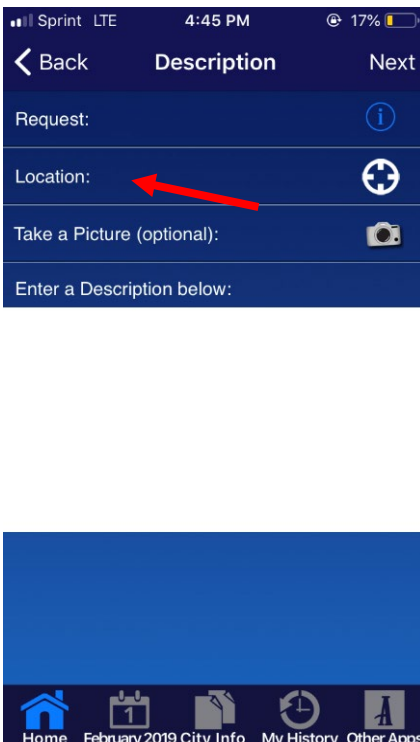 Sprint LTE 4:45 PM 17%
Back Description Next
Request: i
Location:
Take a Picture (optional):
Enter a Description below:
1 A
Home February 2019 City Info My History Other Apps